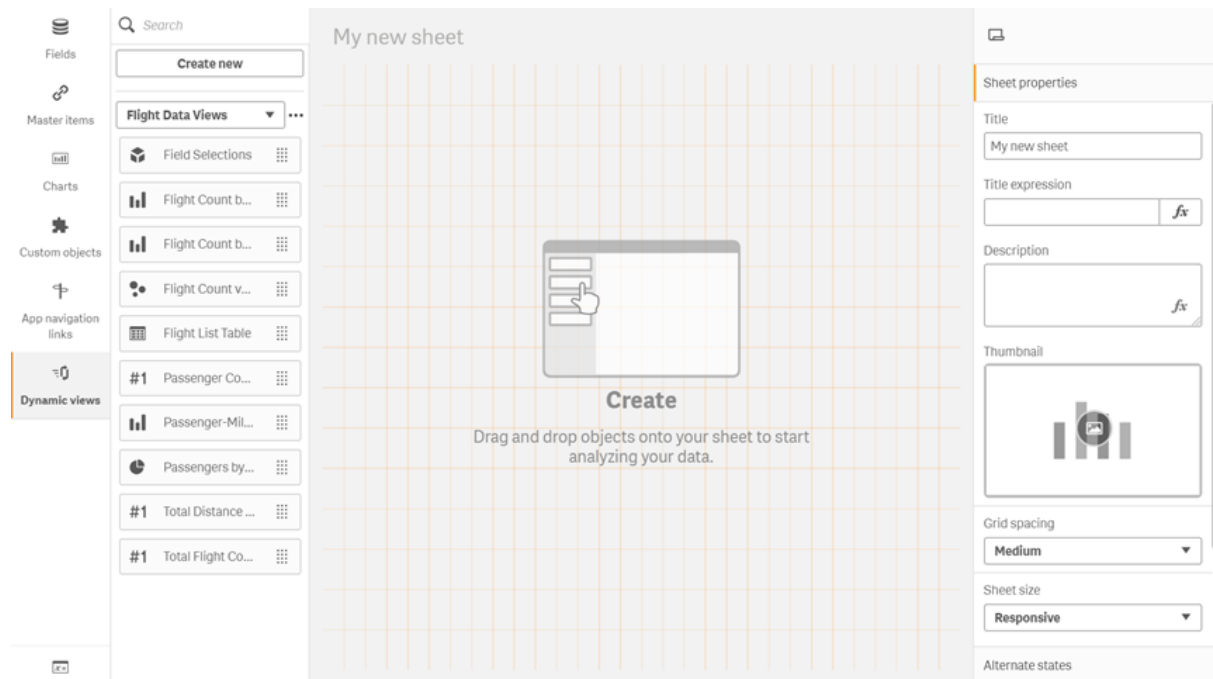 Fields
Master items
Charts
Custom objects
App navigation
links
Dynamic views
Search
Create new
Flight Data Views
Field Selections
Flight Count b...
Flight Count b...
Flight Count v...
Flight List Table
#1 Passenger Co...
Passenger-Mil...
Passengers by...
#1 Total Distance ...
#1 Total Flight Co...
My new sheet
Create
Drag and drop objects onto your sheet to start
analyzing your data.
Sheet properties
Title
My new sheet
Title expression
fx
Description
fx
Thumbnail
Grid spacing
Medium
Sheet size
Responsive
Alternate states